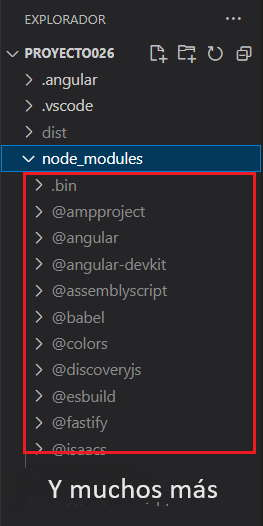 EXPLORADOR
PROYECTO026
.angular
.vscode
dist
node_modules
.bin
@ampproject
@angular
@angular-devkit
@assemblyscript
@babel
@colors
@discoveryjs
@esbuild
@fastify
@isaacs
Y muchos más